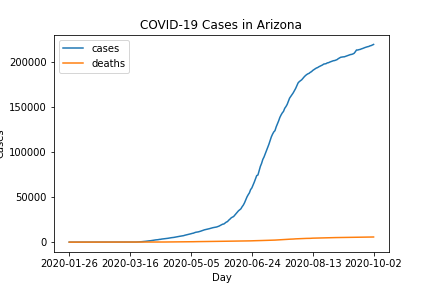 COVID-19 Cases in Arizona
cases
deaths
200000
150000
100000
50000
0
cases
2020-01-26 2020-03-16 2020-05-05 2020-06-24 2020-08-13 2020-10-02
Day